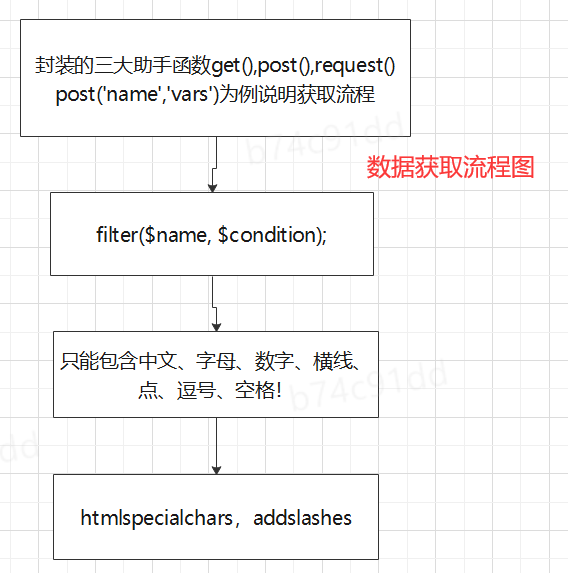 封装的三大助手函数get(),post(),request()
post('name','vars')为例说明获取流程
b74c91dd
数据获取流程图
filter($name, $condition);
只能包含中文、字母、数字、横线、
点、逗号、空格!
b74c91dd
dd
htmlspecialchars，addslashes